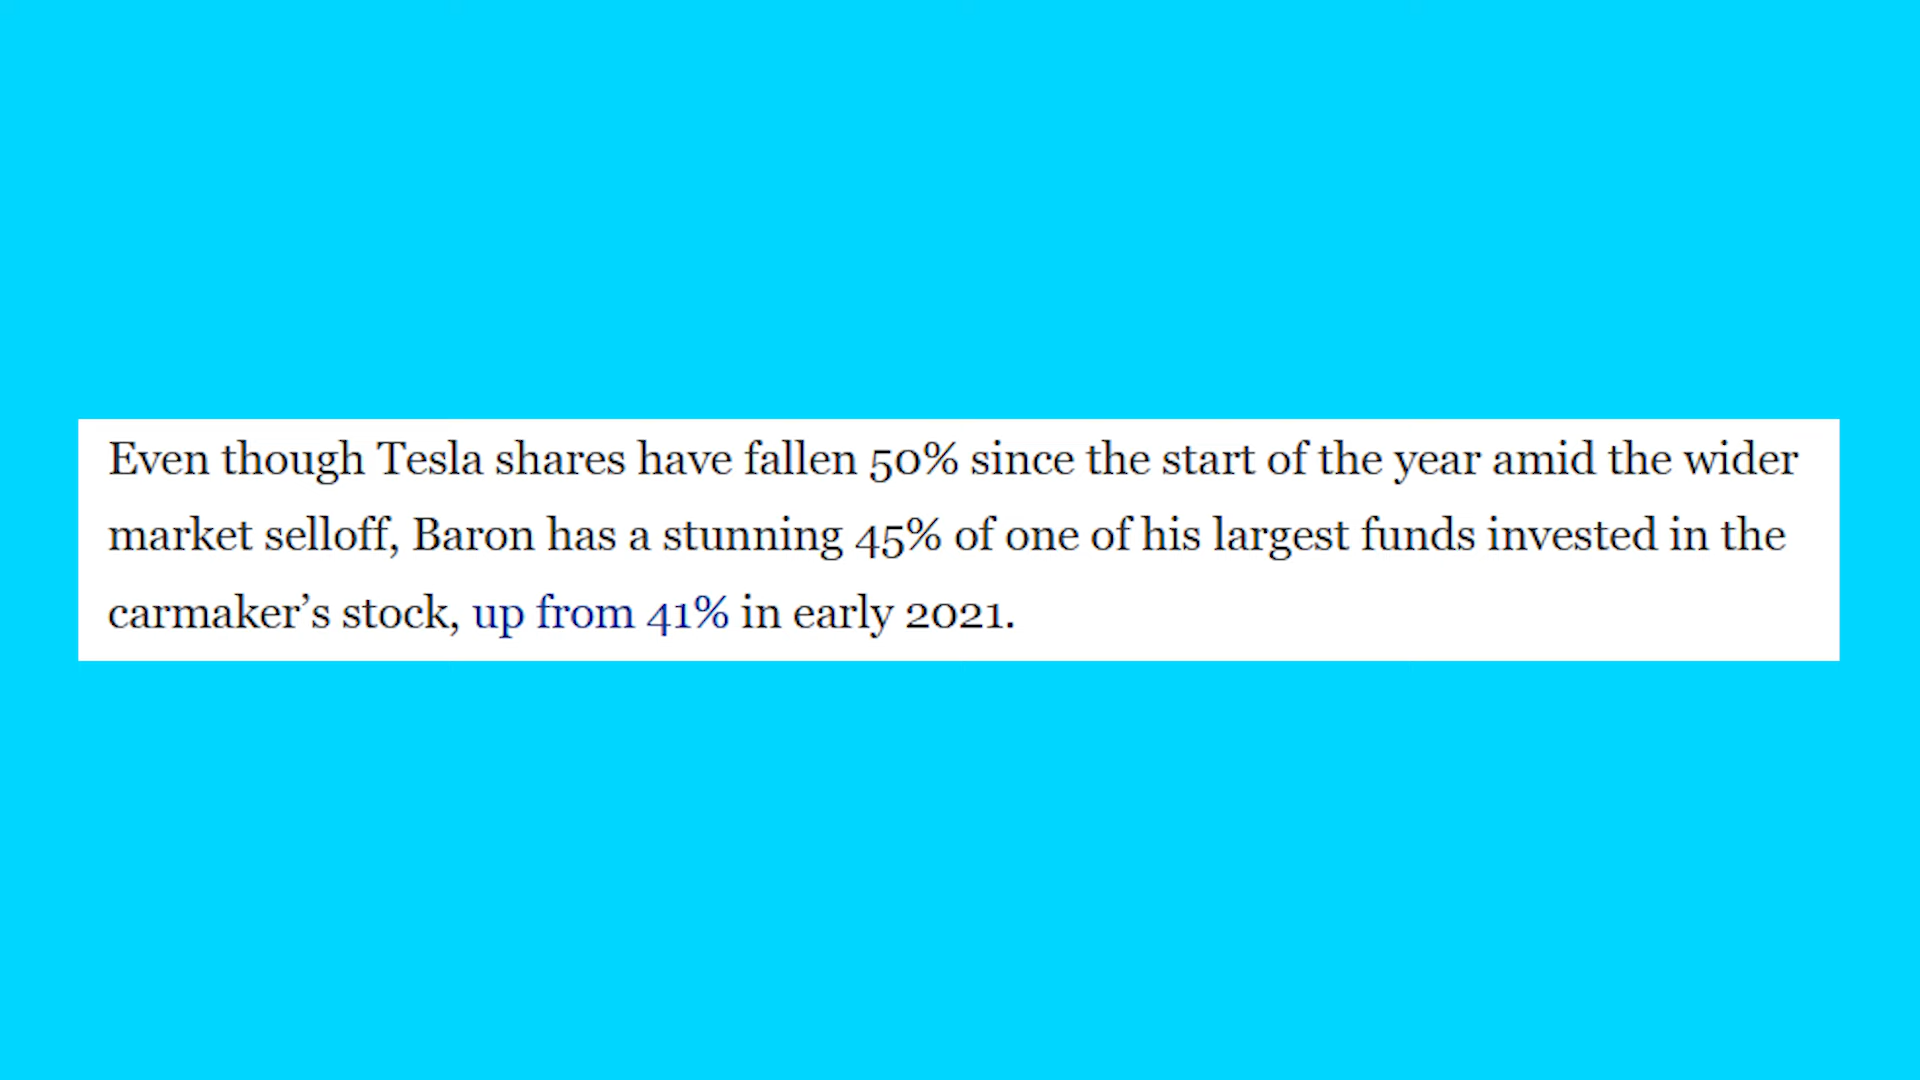 Even though Tesla shares have fallen 50% since the start of the year amid the wider
market selloff, Baron has a stunning 45% of one of his largest funds invested in the
carmaker’s stock, up from 41% in early 2021.